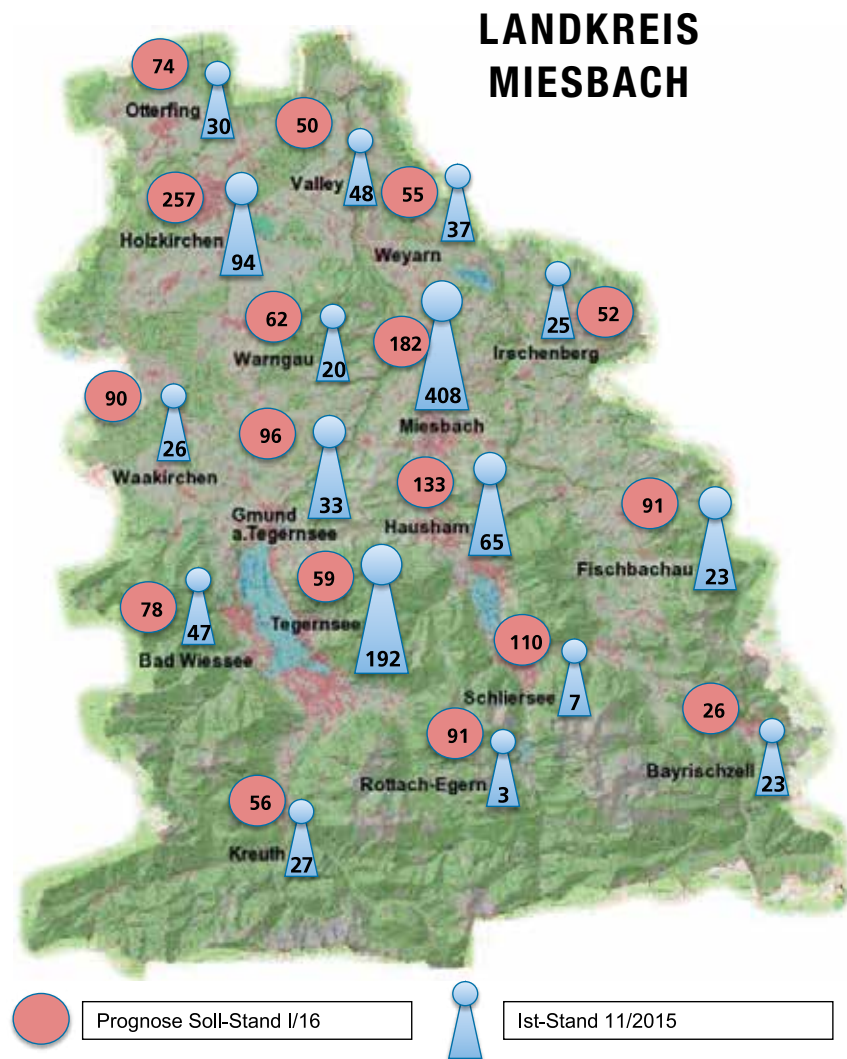 LANDKREIS
MIESBACH
74
Otterfing
30
50
Valley
48
55
37
Weyarn
257
Holzkirchen
94
62
Warngau
20
182
408
Miesbach
25
52
Irschenberg
90
26
Waakirchen
96
33
Gmund
a.Tegernsee
133
Hausham
65
91
Fischbachau
23
78
47
Bad Wiessee
59
Tegernsee
192
110
Schliersee
7
26
Bayrischzell
23
91
Rottach-Egern
3
56
Kreuth
27
Prognose Soll-Stand I/16
Ist-Stand 11/2015